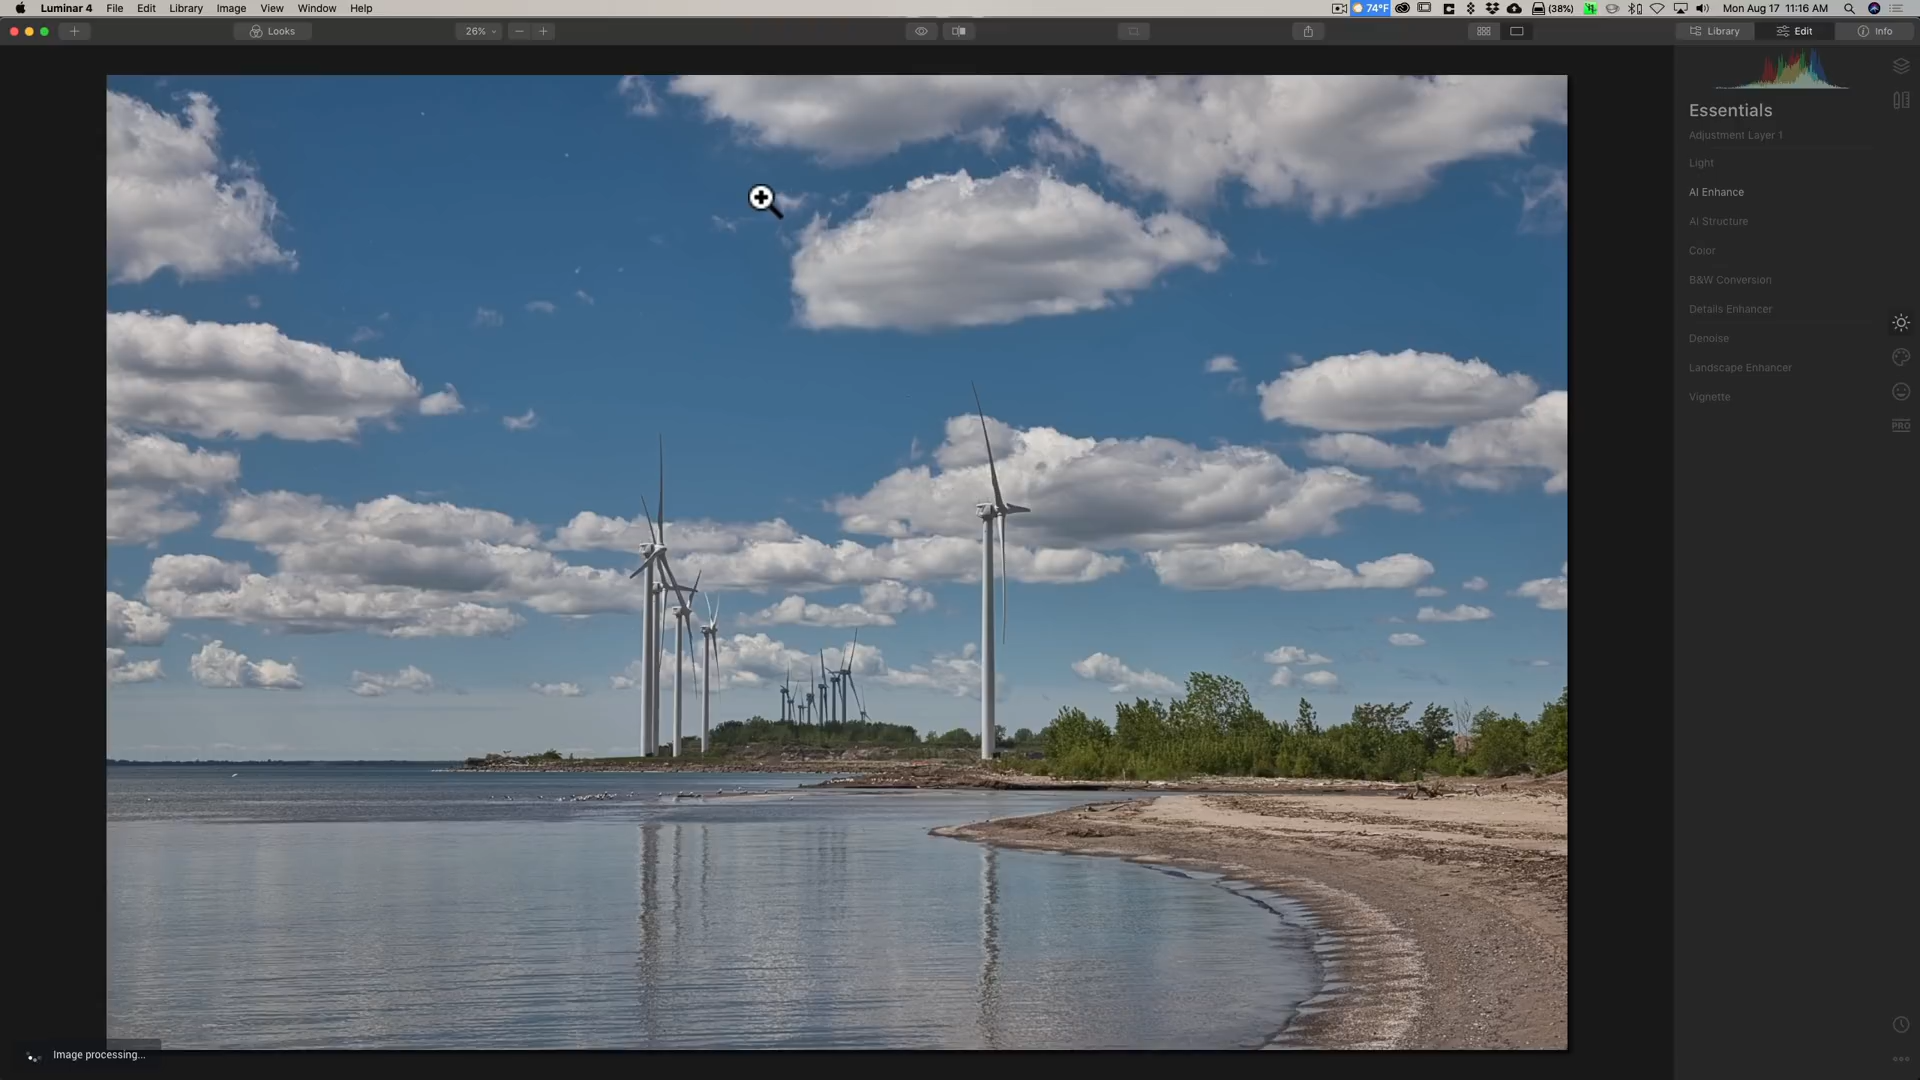 Luminar 4 File Edit Library Image View Window Help 74°F (38%) Mon Aug 17 11:16 AM
Looks 26% Library Edit Info
Essentials
Adjustment Layer 1
Light
AI Enhance
AI Structure
Color
B&W Conversion
Details Enhancer
Denoise
Landscape Enhancer
Vignette
PRO
Image processing...